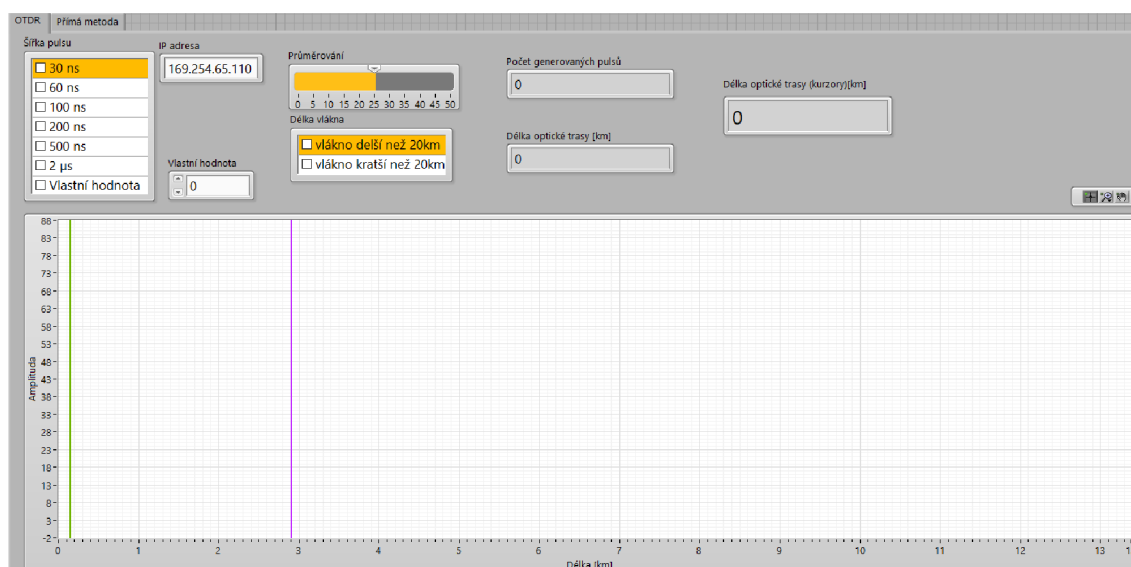 OTDR
Přímá metoda
Šířka pulsu
30 ns
60 ns
100 ns
200 ns
500 ns
2 µs
Vlastní hodnota
IP adresa
169.254.65.110
Vlastní hodnota
0
Průměrování
0 5 10 15 20 25 30 35 40 45 50
Délka vlákna
vlákno delší než 20km
vlákno kratší než 20km
Počet generovaných pulsů
0
Délka optické trasy [km]
0
Délka optické trasy (kurzory)[km]
0
Amplituda
88
83
78
73
68
63
58
53
48
43
38
33
28
23
18
13
8
3
-2
0 1 2 3 4 5 6 7 8 9 10 11 12 13
Délka [km]